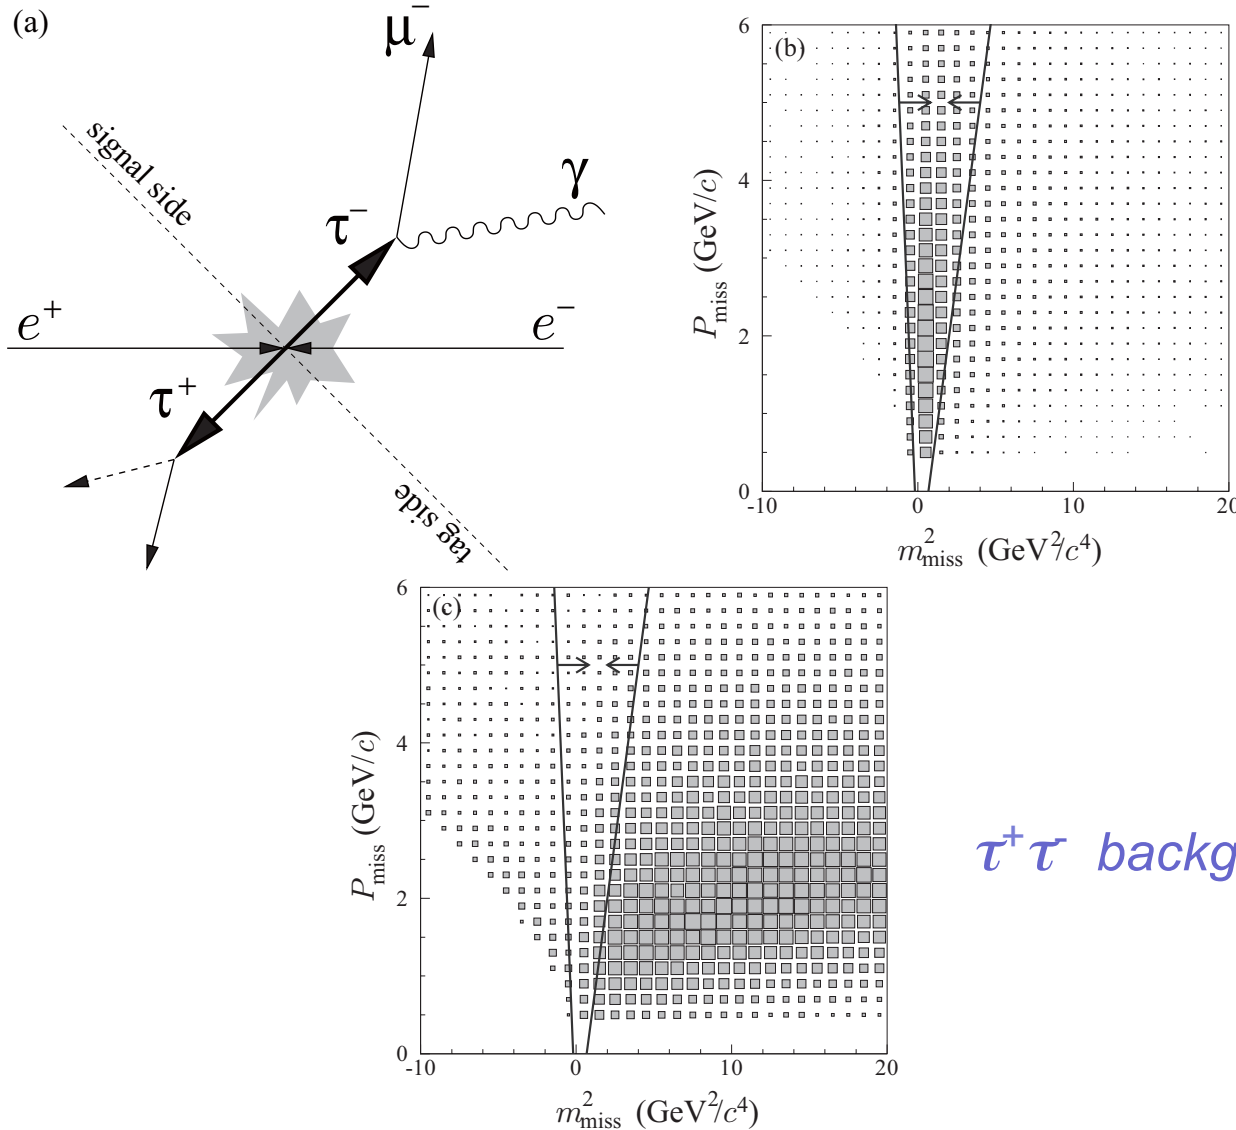 (a)
μ⁻
signal side
γ
τ⁻
e⁺
e⁻
τ⁺
tag side
(b)
6
4
2
0
P_miss (GeV/c)
-10
0
10
20
m²_miss (GeV²/c⁴)
(c)
6
4
2
0
P_miss (GeV/c)
-10
0
10
20
m²_miss (GeV²/c⁴)
τ⁺τ⁻ backg